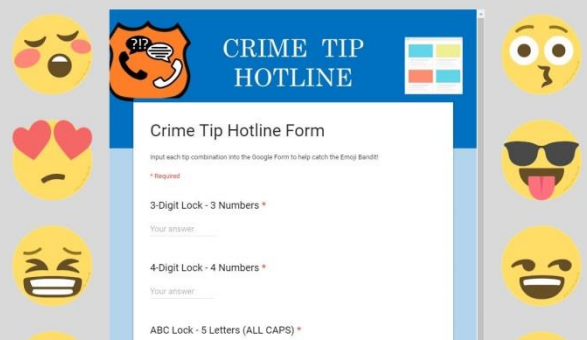 ?!?
CRIME TIP
HOTLINE
Crime Tip Hotline Form
Input each tip combination into the Google Form to help catch the Emoji Bandit!
* Required
3-Digit Lock - 3 Numbers *
Your answer
4-Digit Lock - 4 Numbers *
Your answer
ABC Lock - 5 Letters (ALL CAPS) *